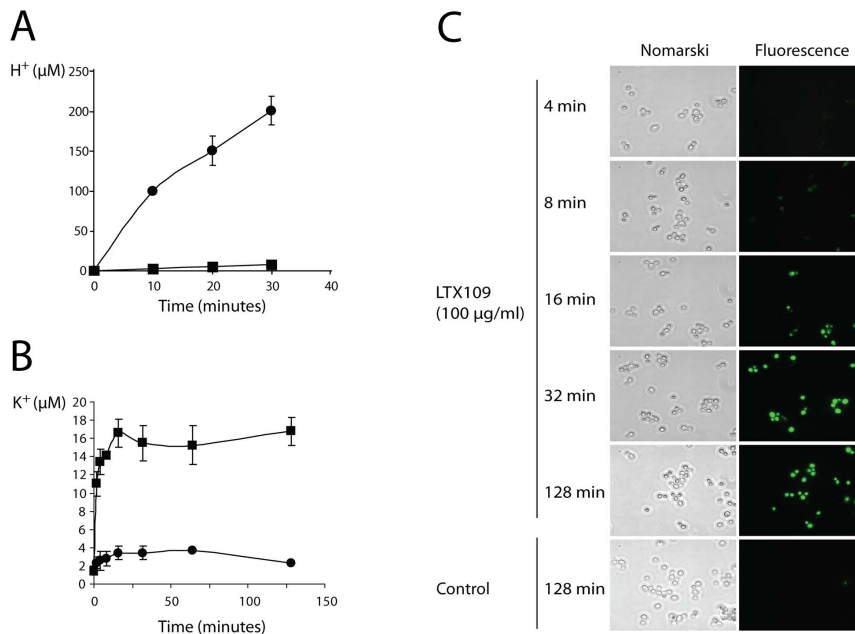 A
H⁺ (µM)
250
200
150
100
50
0
0 10 20 30 40
Time (minutes)
B
K⁺ (µM)
20
18
16
14
12
10
8
6
4
2
0
0 50 100 150
Time (minutes)
C
Nomarski Fluorescence
4 min
8 min
LTX109
(100 µg/ml)
16 min
32 min
128 min
Control 128 min